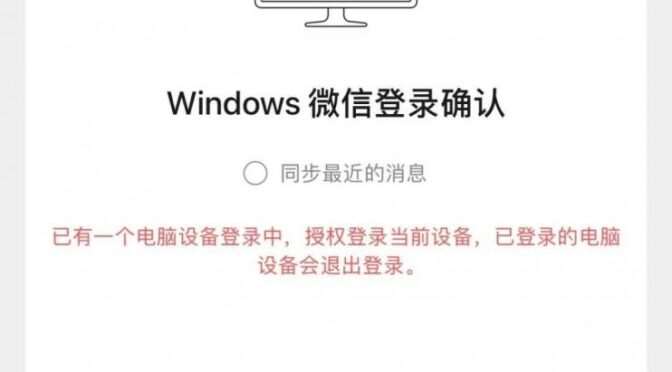 Windows 微信登录确认
同步最近的消息
已有一个电脑设备登录中，授权登录当前设备，已登录的电脑
设备会退出登录。